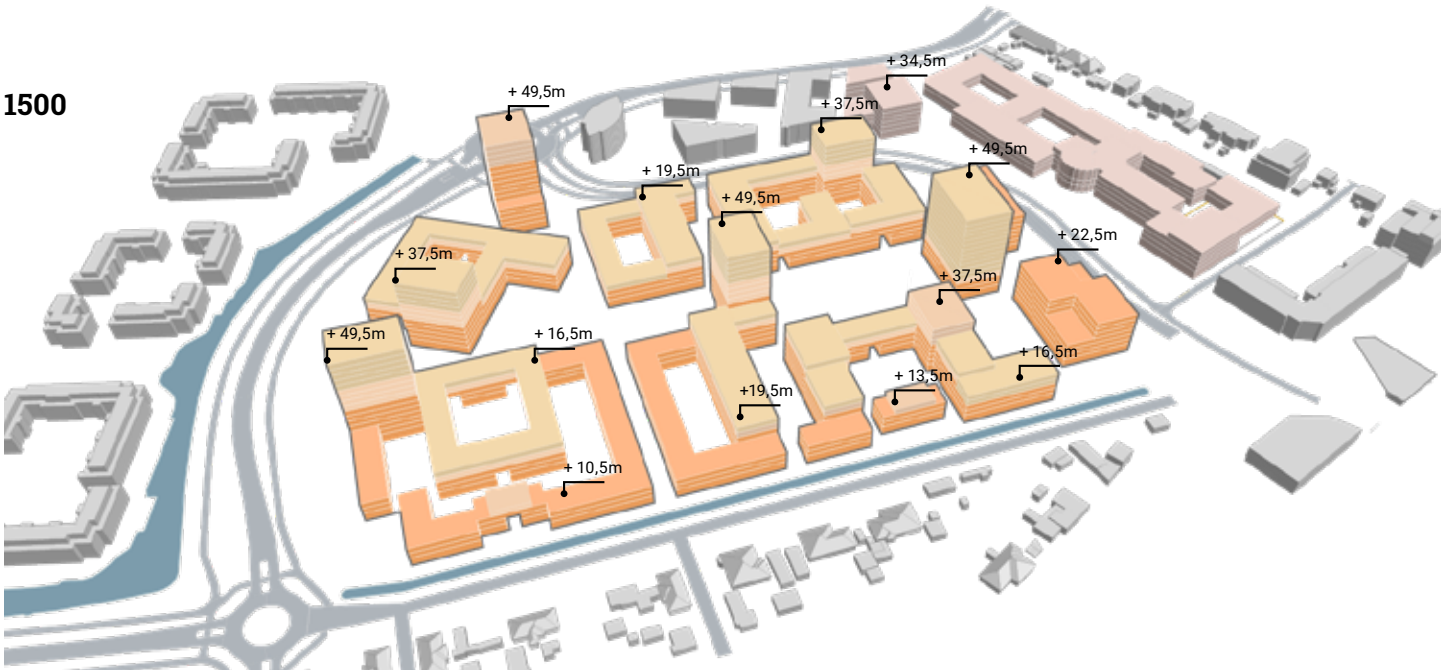 + 34,5m
+ 49,5m
1500
+ 37,5m
+ 49,5m
+ 19,5m
+ 49,5m
+ 22,5m
+ 37,5m
+ 37,5m
+ 49,5m
+ 16,5m
+ 16,5m
+ 13,5m
+19,5m
+ 10,5m